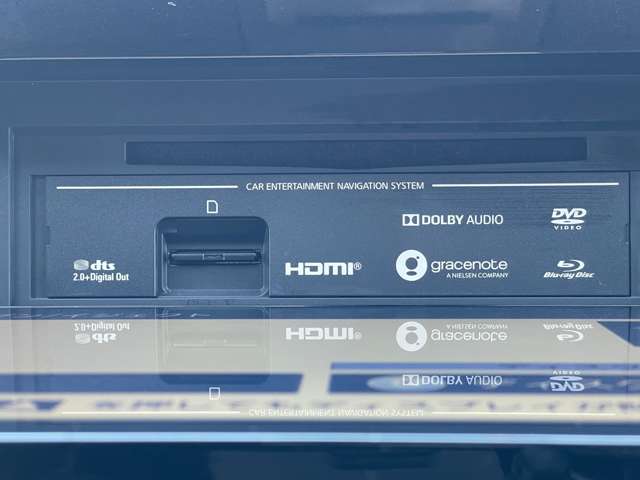 CAR ENTERTAINMENT NAVIGATION SYSTEM
DOLBY AUDIO
DVD
VIDEO
dts
2.0+Digital Out
HDMI®
gracenote
A NIELSEN COMPANY
Blu-ray Disc